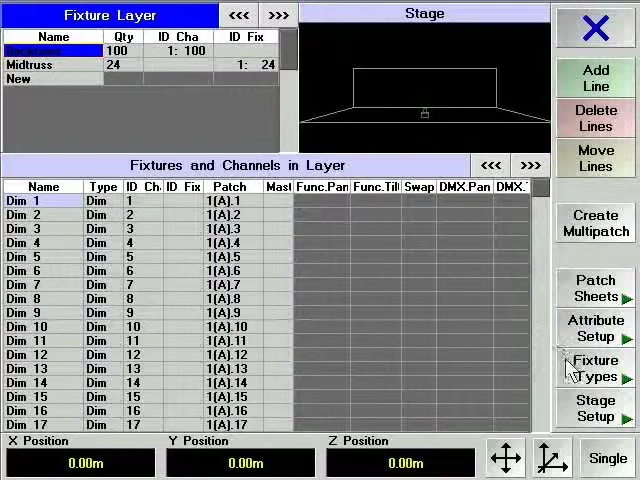 Fixture Layer <<< >>> Stage
Name Qty ID Cha ID Fix
100 1: 100
Midtruss 24 1: 24
New
Add Line
Delete Lines
Move Lines
Fixtures and Channels in Layer <<< >>>
Name Type ID Ch ID Fix Patch Mast Func.Pan Func.Til Swap DMX.Pan DMX.
Dim 1 Dim 1 1(A).1
Dim 2 Dim 2 1(A).2
Dim 3 Dim 3 1(A).3
Dim 4 Dim 4 1(A).4
Dim 5 Dim 5 1(A).5
Dim 6 Dim 6 1(A).6
Dim 7 Dim 7 1(A).7
Dim 8 Dim 8 1(A).8
Dim 9 Dim 9 1(A).9
Dim 10 Dim 10 1(A).10
Dim 11 Dim 11 1(A).11
Dim 12 Dim 12 1(A).12
Dim 13 Dim 13 1(A).13
Dim 14 Dim 14 1(A).14
Dim 15 Dim 15 1(A).15
Dim 16 Dim 16 1(A).16
Dim 17 Dim 17 1(A).17
Create Multipatch
Patch Sheets
Attribute Setup
Fixture Types
Stage Setup
X Position Y Position Z Position
0.00m 0.00m 0.00m
Single